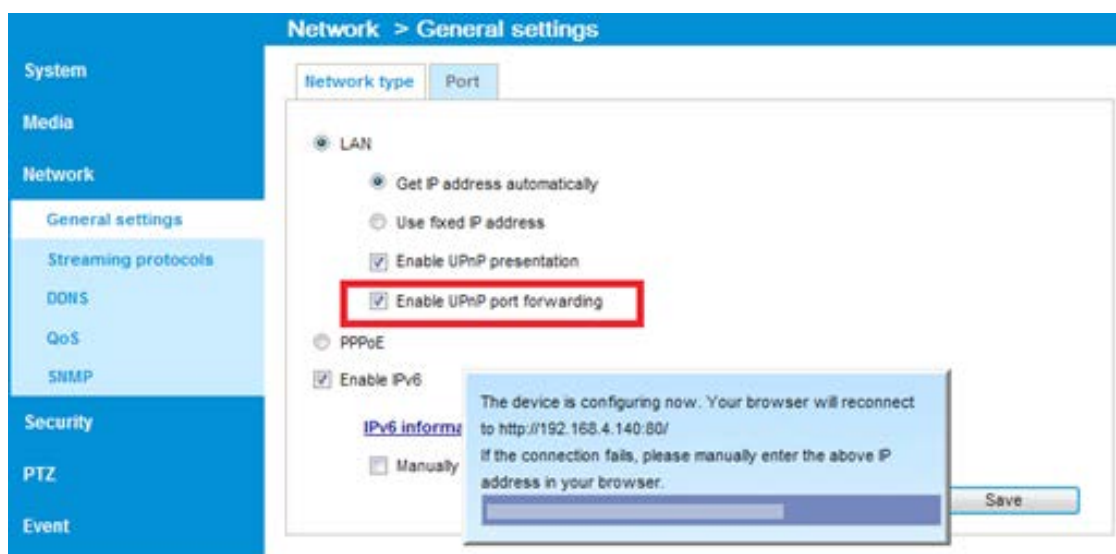 Network > General settings
System
Media
Network
General settings
Streaming protocols
DDNS
QoS
SNMP
Security
PTZ
Event
Network type
Port
LAN
Get IP address automatically
Use fixed IP address
Enable UPnP presentation
Enable UPnP port forwarding
PPPoE
Enable IPv6
IPv6 informa
Manually
The device is configuring now. Your browser will reconnect
to http://192.168.4.140:80/
If the connection fails, please manually enter the above IP
address in your browser.
Save